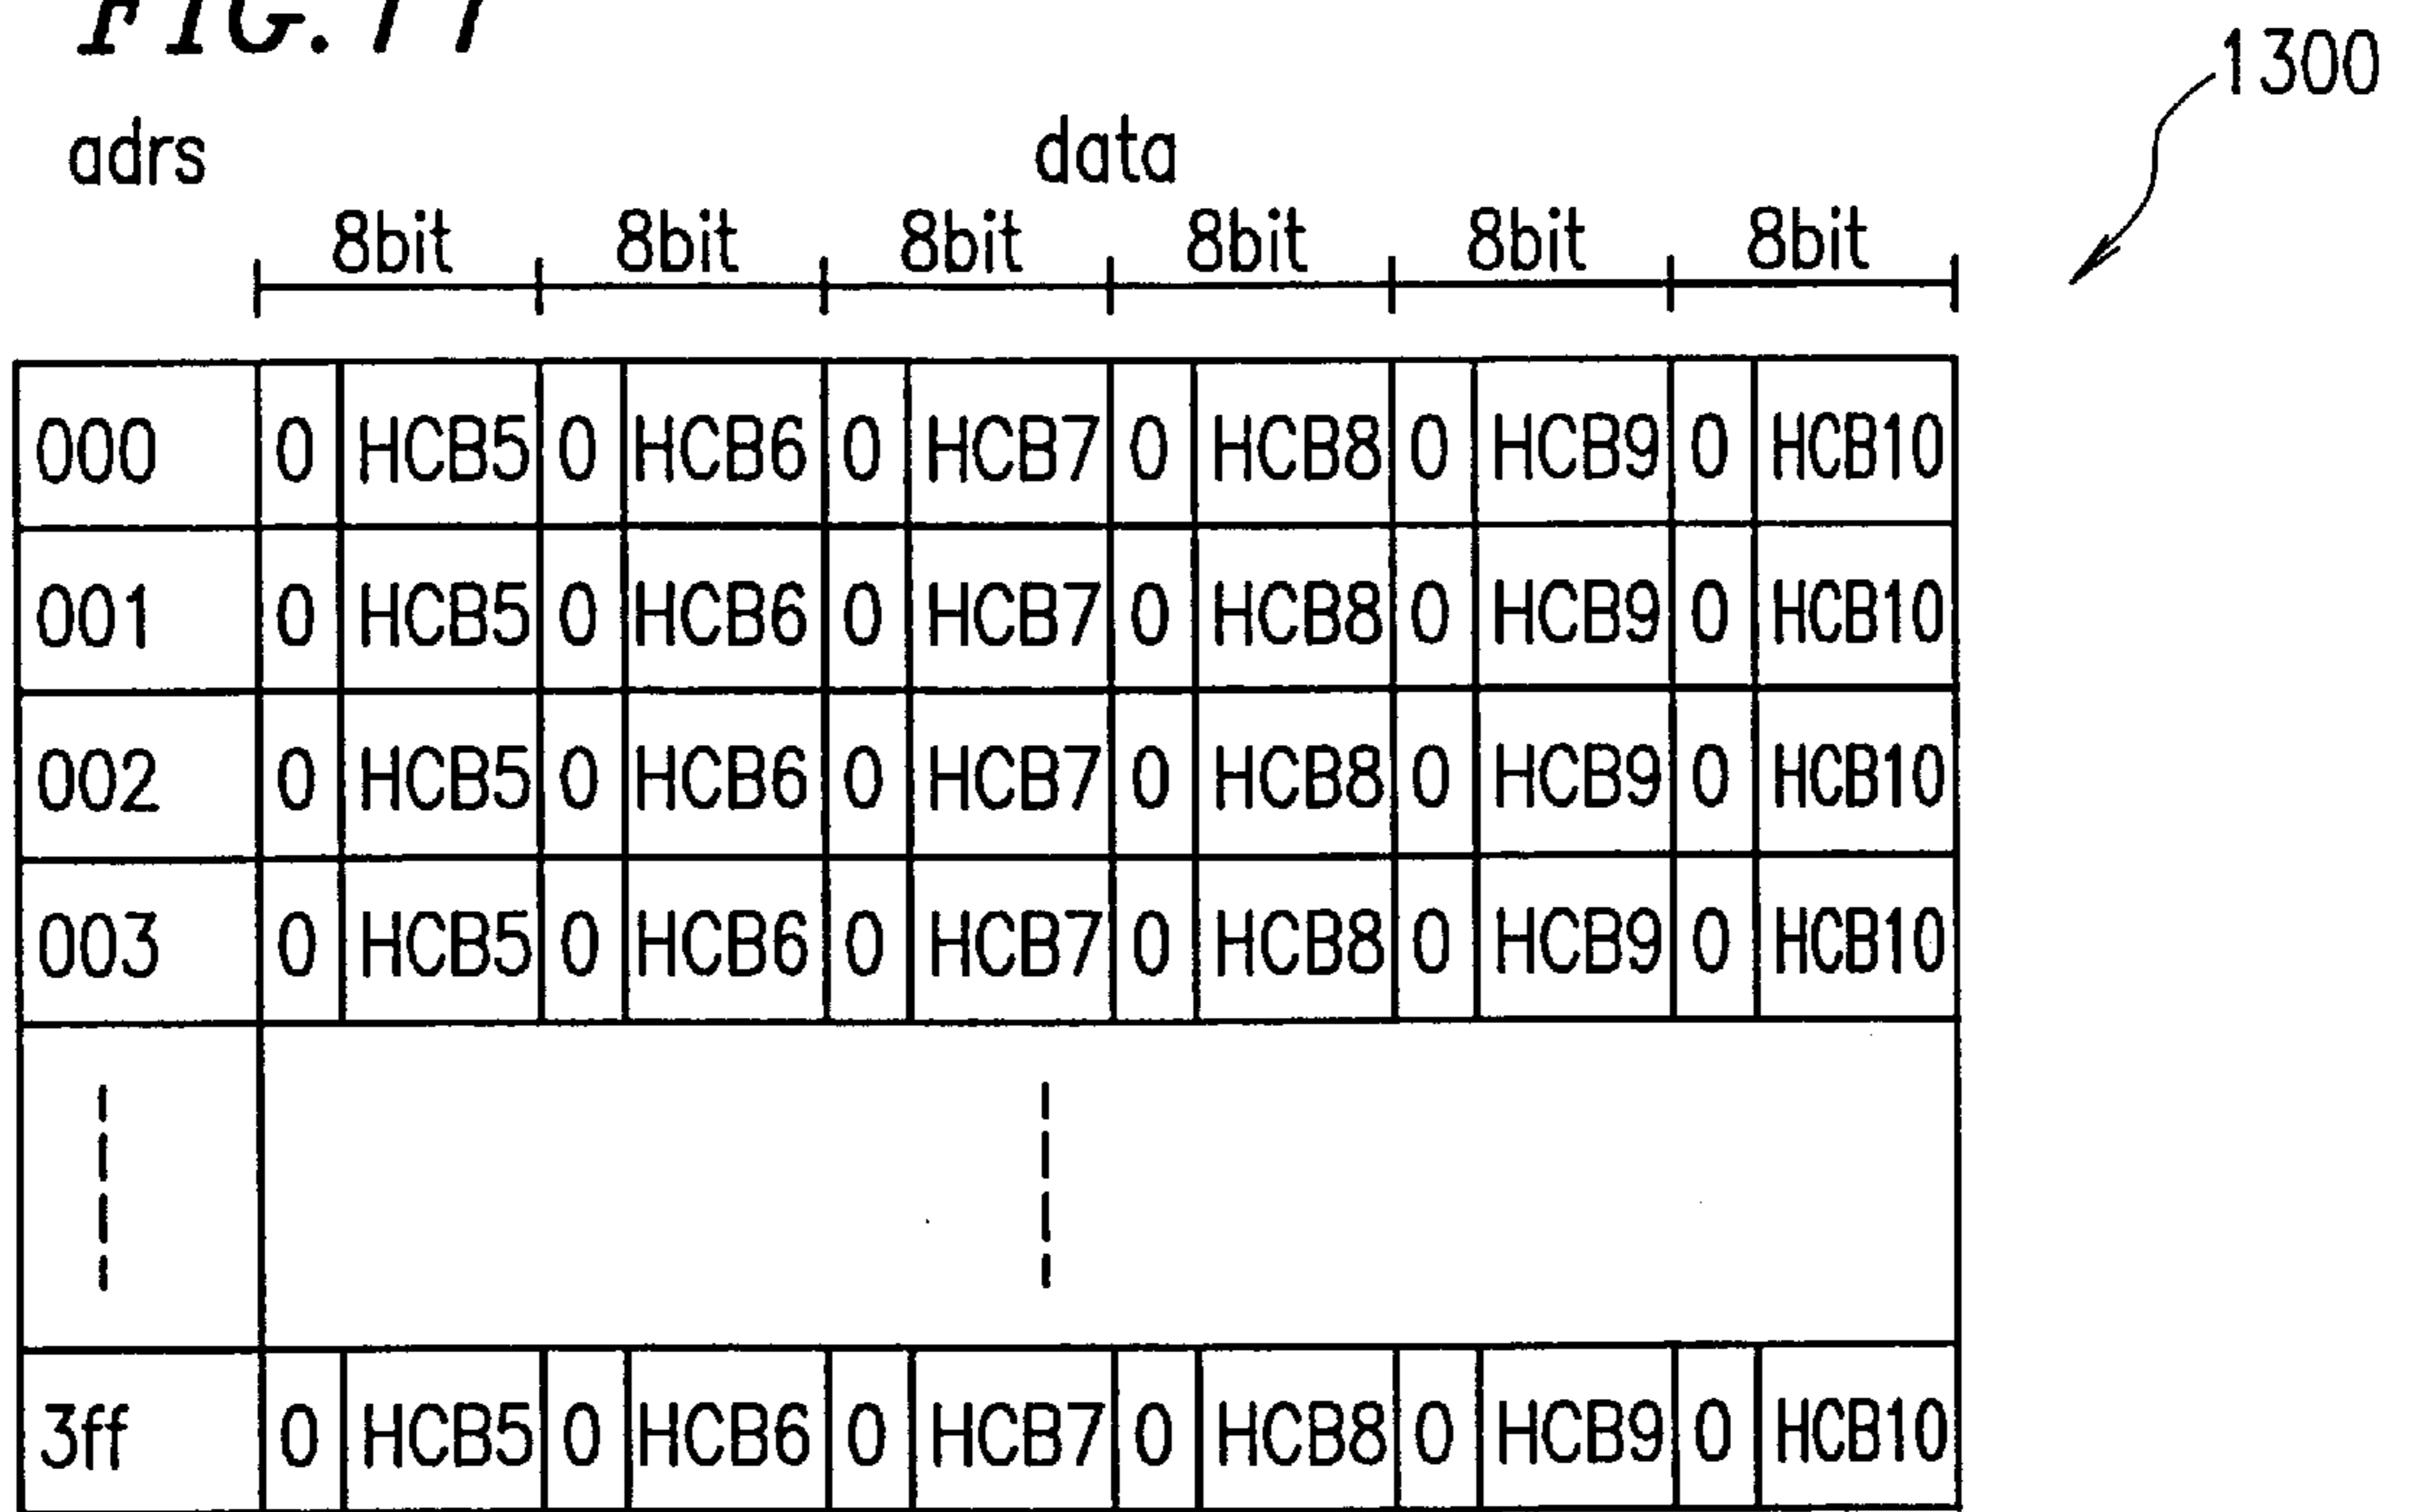 FIG.
1300
adrs data
8bit 8bit 8bit 8bit 8bit 8bit
000 0 HCB5 0 HCB6 0 HCB7 0 HCB8 0 HCB9 0 HCB10
001 0 HCB5 0 HCB6 0 HCB7 0 HCB8 0 HCB9 0 HCB10
002 0 HCB5 0 HCB6 0 HCB7 0 HCB8 0 HCB9 0 HCB10
003 0 HCB5 0 HCB6 0 HCB7 0 HCB8 0 HCB9 0 HCB10
3ff 0 HCB5 0 HCB6 0 HCB7 0 HCB8 0 HCB9 0 HCB10